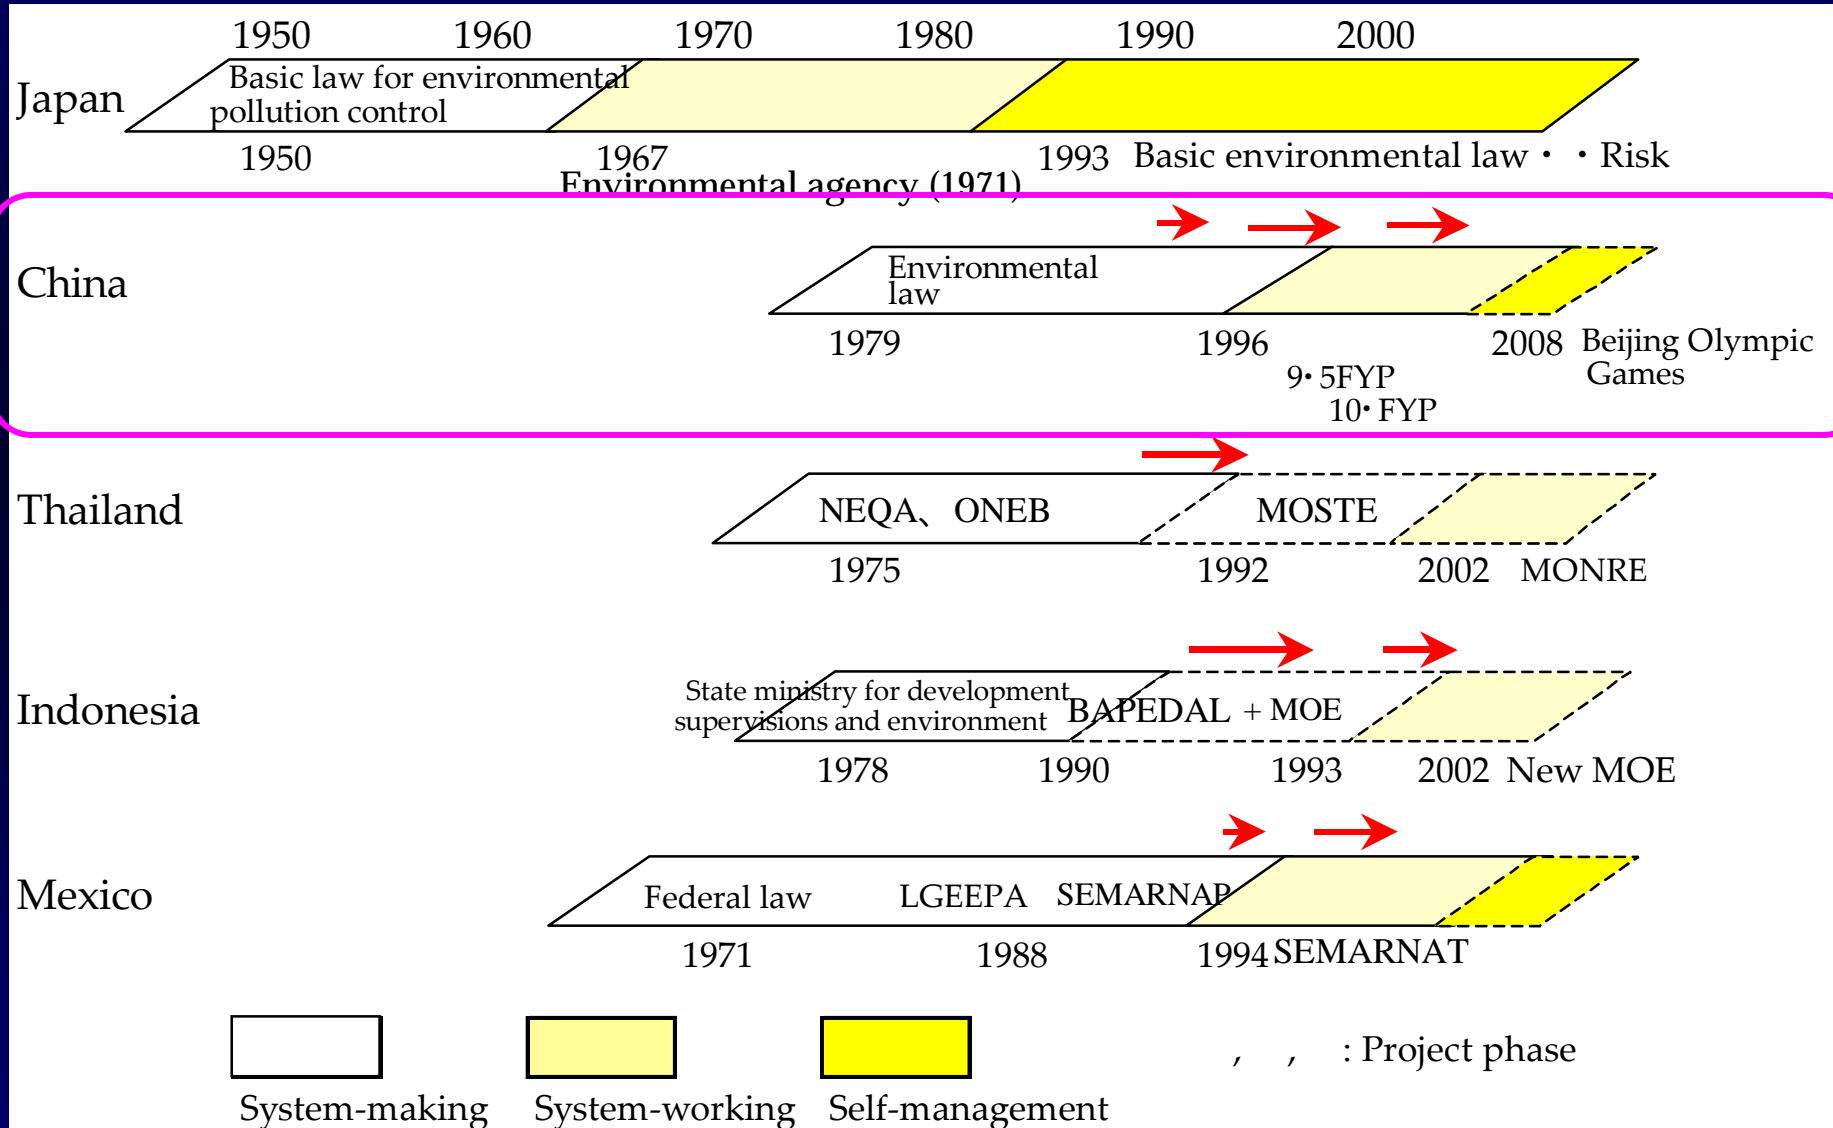 1950 1960 1970 1980 1990 2000
Japan
Basic law for environmental
pollution control
1950 1967 1993 Basic environmental law・・Risk
Environmental agency (1971)
China
Environmental
law
1979 1996 2008 Beijing Olympic
Games
9・5FYP
10・FYP
Thailand
NEQA、ONEB MOSTE
1975 1992 2002 MONRE
Indonesia
State ministry for development
supervisions and environment
BAPEDAL + MOE
1978 1990 1993 2002 New MOE
Mexico
Federal law LGEEPA SEMARNAP
1971 1988 1994 SEMARNAT
, , : Project phase
System-making System-working Self-management